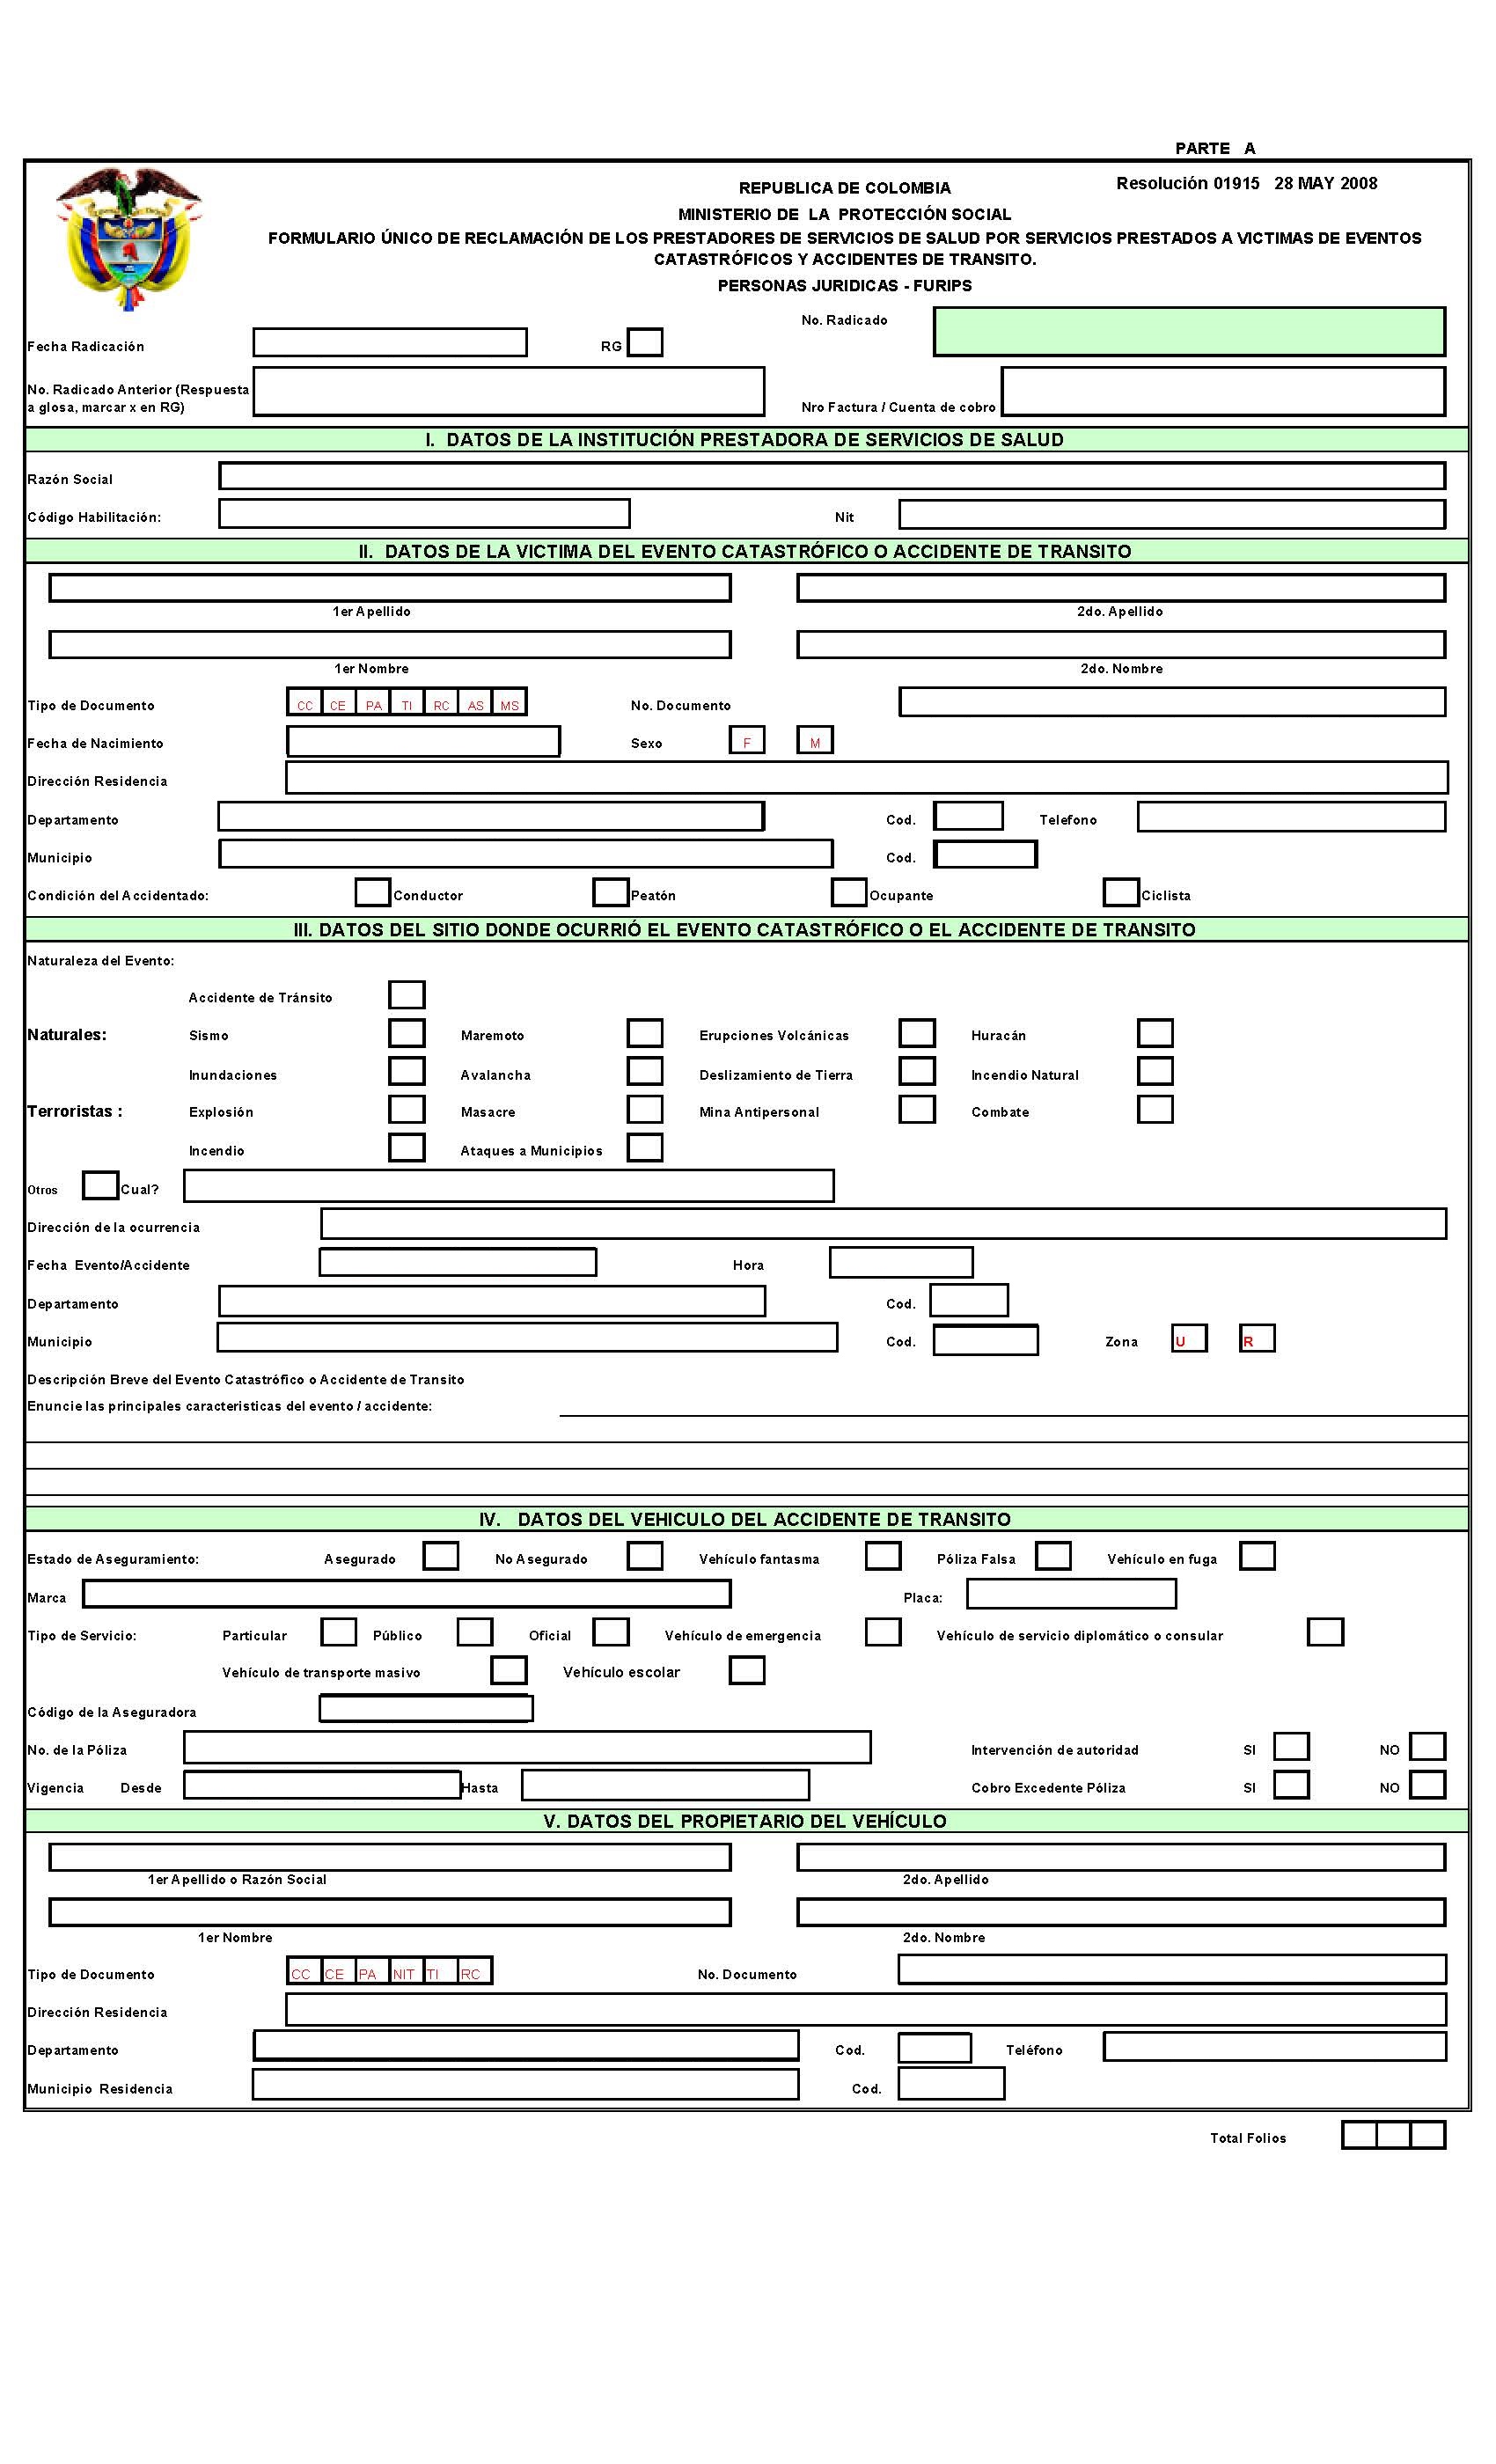 PARTE A
Resolución 01915 28 MAY 2008
REPUBLICA DE COLOMBIA
MINISTERIO DE LA PROTECCIÓN SOCIAL
FORMULARIO ÚNICO DE RECLAMACIÓN DE LOS PRESTADORES DE SERVICIOS DE SALUD POR SERVICIOS PRESTADOS A VICTIMAS DE EVENTOS
CATASTRÓFICOS Y ACCIDENTES DE TRANSITO.
PERSONAS JURIDICAS - FURIPS
No. Radicado
Fecha Radicación RG
No. Radicado Anterior (Respuesta
a glosa, marcar x en RG) Nro Factura / Cuenta de cobro
I. DATOS DE LA INSTITUCIÓN PRESTADORA DE SERVICIOS DE SALUD
Razón Social
Código Habilitación: Nit
II. DATOS DE LA VICTIMA DEL EVENTO CATASTRÓFICO O ACCIDENTE DE TRANSITO
1er Apellido 2do. Apellido
1er Nombre 2do. Nombre
Tipo de Documento CC CE PA TI RC AS MS No. Documento
Fecha de Nacimiento Sexo F M
Dirección Residencia
Departamento Cod. Telefono
Municipio Cod.
Condición del Accidentado: Conductor Peatón Ocupante Ciclista
III. DATOS DEL SITIO DONDE OCURRIÓ EL EVENTO CATASTRÓFICO O EL ACCIDENTE DE TRANSITO
Naturaleza del Evento:
Accidente de Tránsito
Naturales: Sismo Maremoto Erupciones Volcánicas Huracán
Inundaciones Avalancha Deslizamiento de Tierra Incendio Natural
Terroristas : Explosión Masacre Mina Antipersonal Combate
Incendio Ataques a Municipios
Otros Cual?
Dirección de la ocurrencia
Fecha Evento/Accidente Hora
Departamento Cod.
Municipio Cod. Zona U R
Descripción Breve del Evento Catastrófico o Accidente de Transito
Enuncie las principales caracteristicas del evento / accidente:
IV. DATOS DEL VEHICULO DEL ACCIDENTE DE TRANSITO
Estado de Aseguramiento: Asegurado No Asegurado Vehículo fantasma Póliza Falsa Vehículo en fuga
Marca Placa:
Tipo de Servicio: Particular Público Oficial Vehículo de emergencia Vehículo de servicio diplomático o consular
Vehículo de transporte masivo Vehículo escolar
Código de la Aseguradora
No. de la Póliza Intervención de autoridad SI NO
Vigencia Desde Hasta Cobro Excedente Póliza SI NO
V. DATOS DEL PROPIETARIO DEL VEHÍCULO
1er Apellido o Razón Social 2do. Apellido
1er Nombre 2do. Nombre
Tipo de Documento CC CE PA NIT TI RC No. Documento
Dirección Residencia
Departamento Cod. Teléfono
Municipio Residencia Cod.
Total Folios